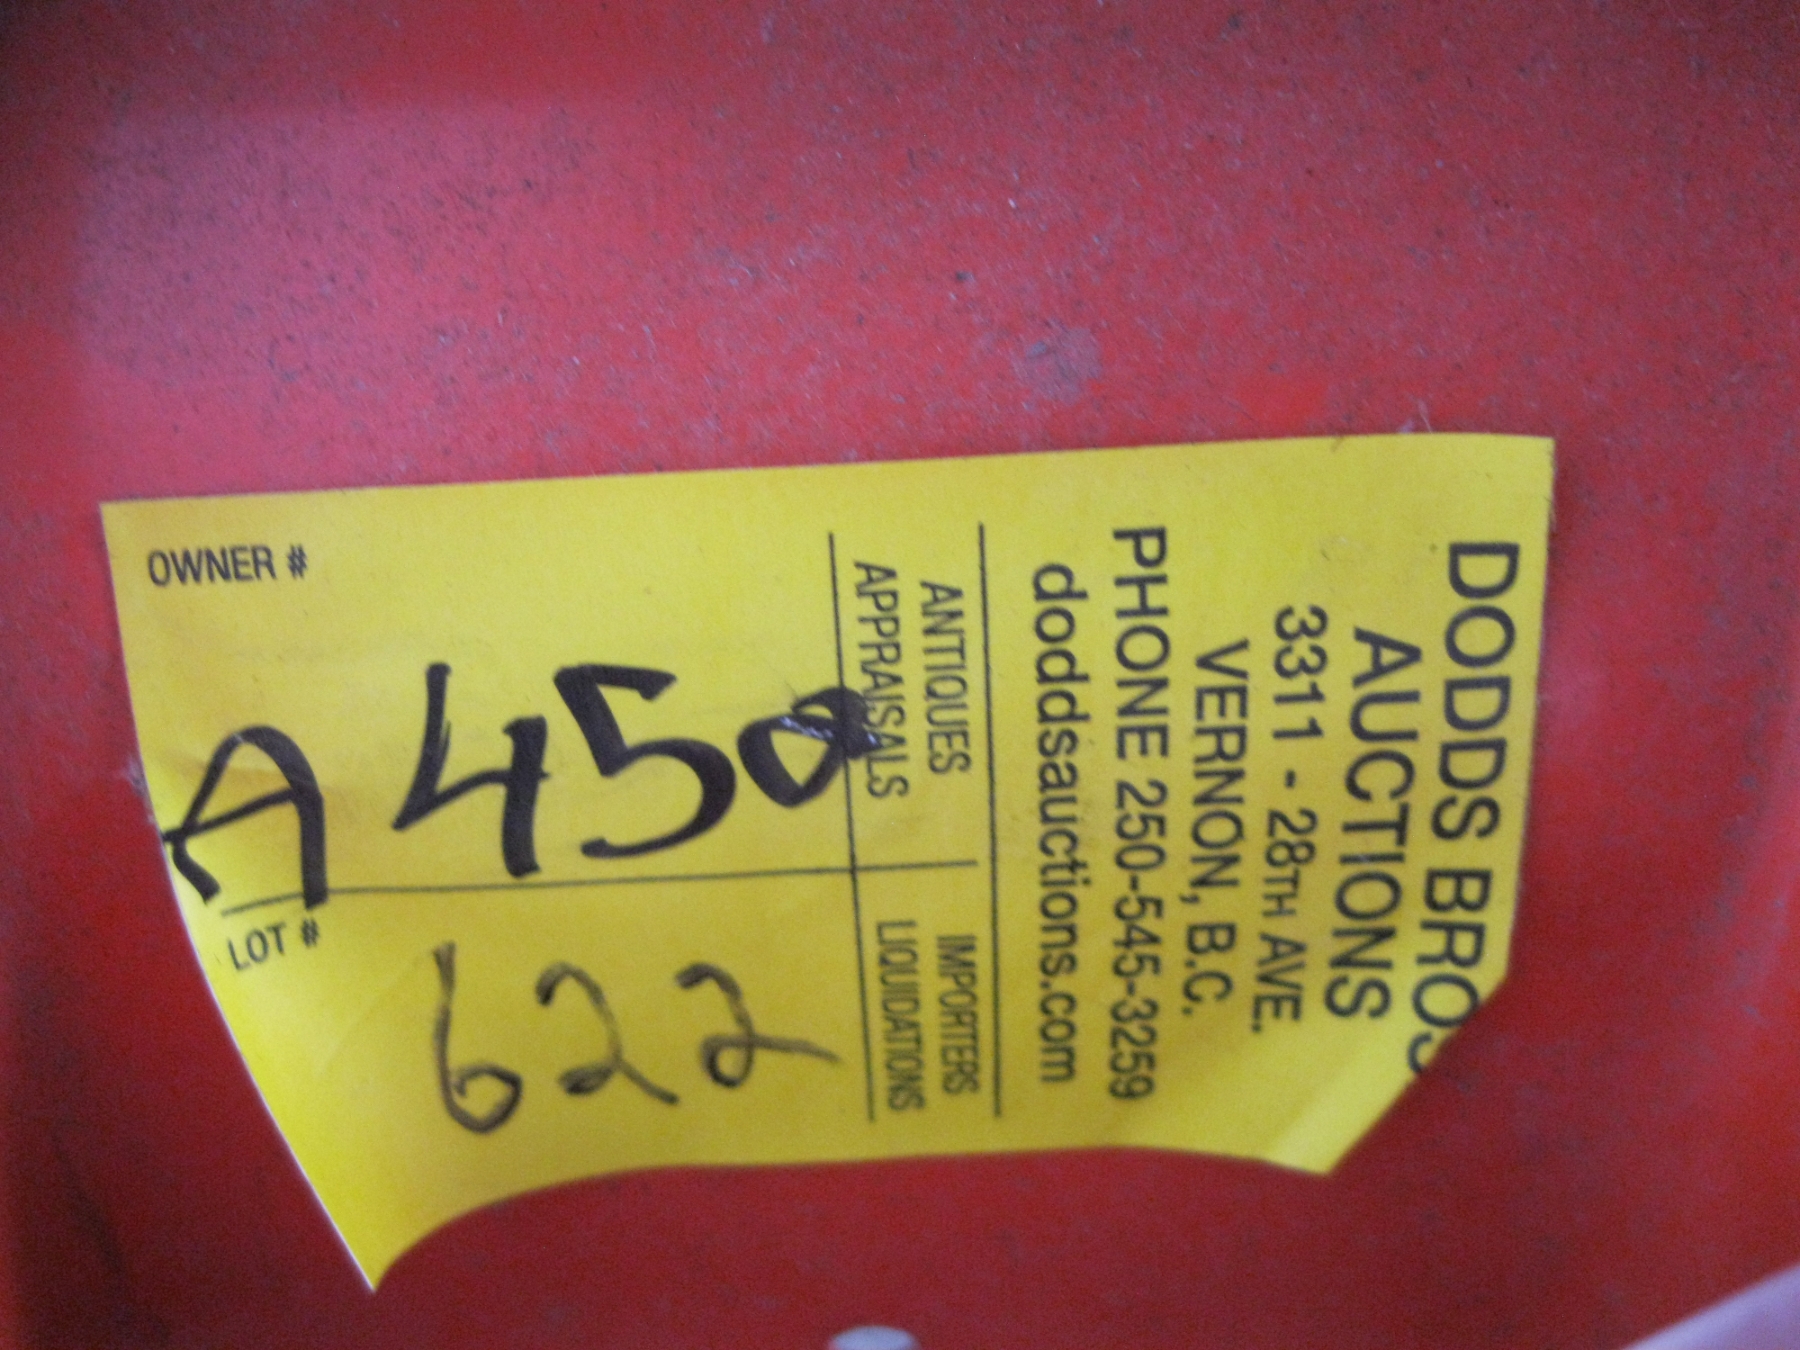 DODDS BROS
AUCTIONS
3311 - 28TH AVE.
VERNON, B.C.
PHONE 250-545-3259
doddsauctions.com
ANTIQUES IMPORTERS
APPRAISALS LIQUIDATIONS
OWNER #
A450
LOT #
622